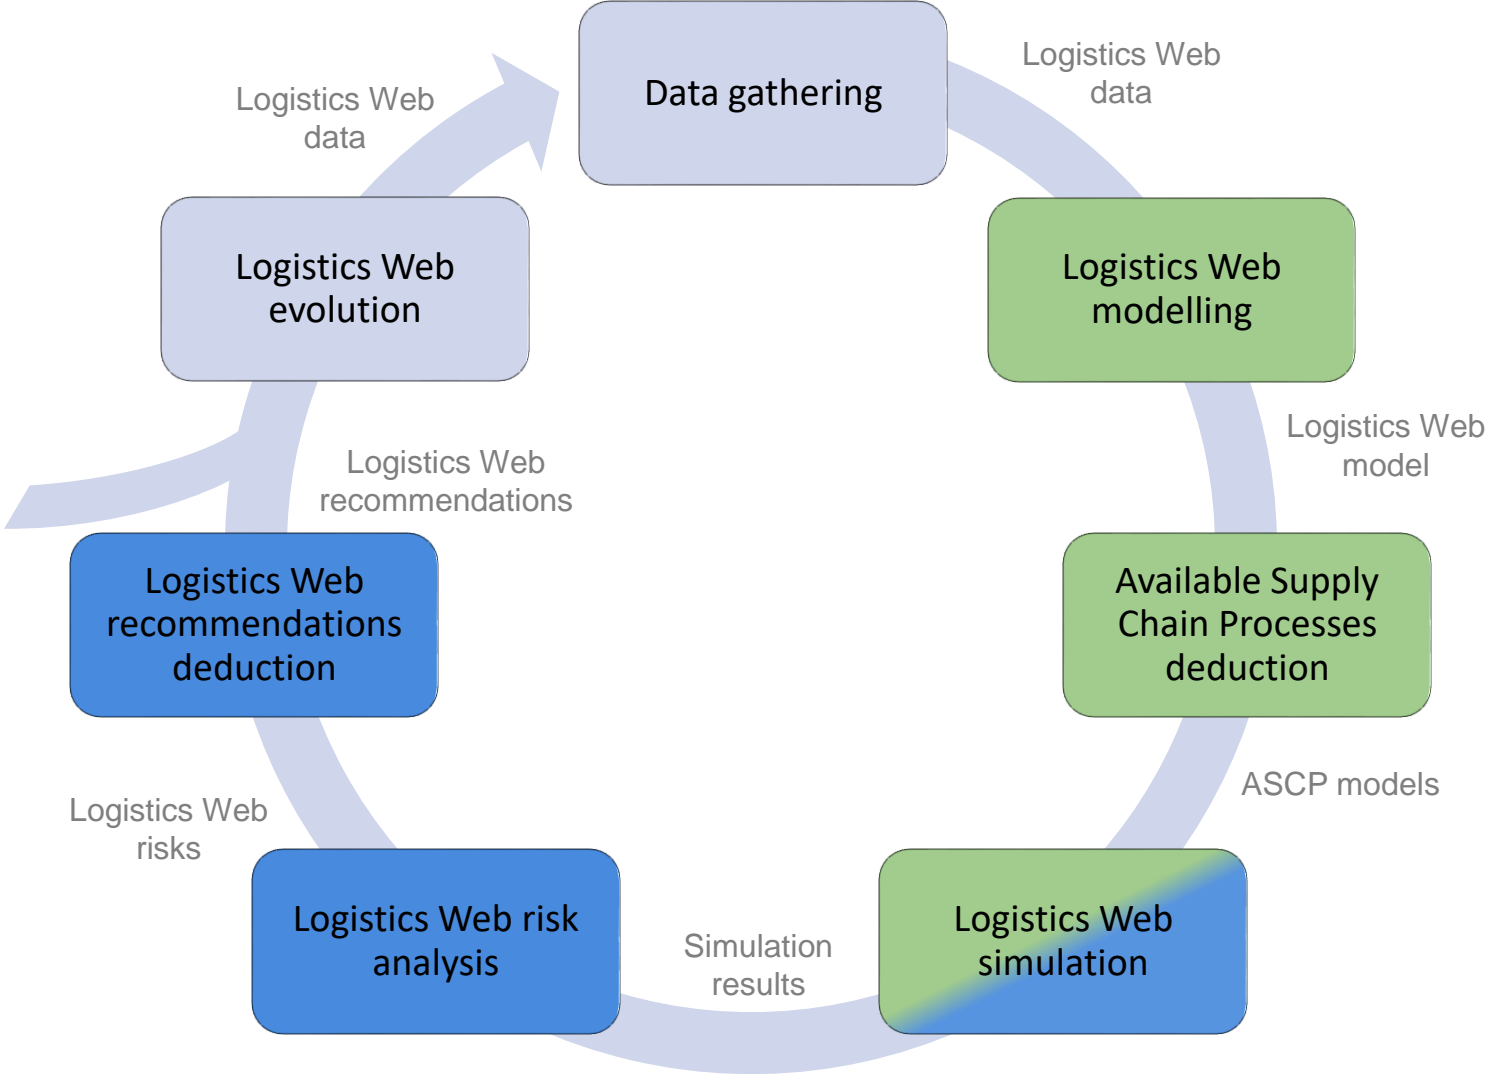 Data gathering
Logistics Web
data
Logistics Web
modelling
Logistics Web
model
Available Supply
Chain Processes
deduction
ASCP models
Logistics Web
simulation
Simulation
results
Logistics Web risk
analysis
Logistics Web
risks
Logistics Web
recommendations
deduction
Logistics Web
recommendations
Logistics Web
evolution
Logistics Web
data